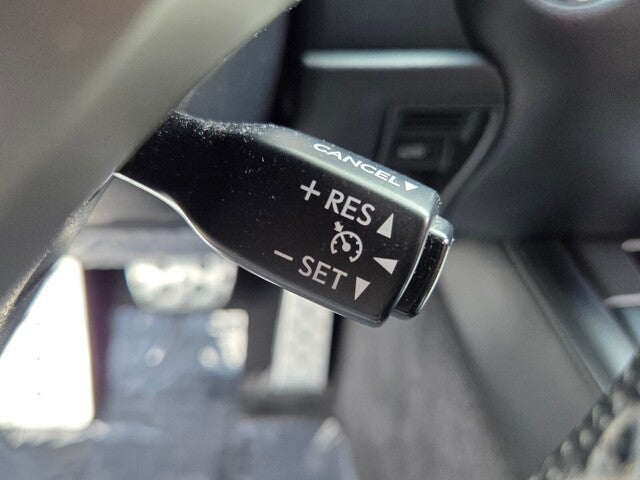 CANCEL▼
+ RES ▲
− SET ▼